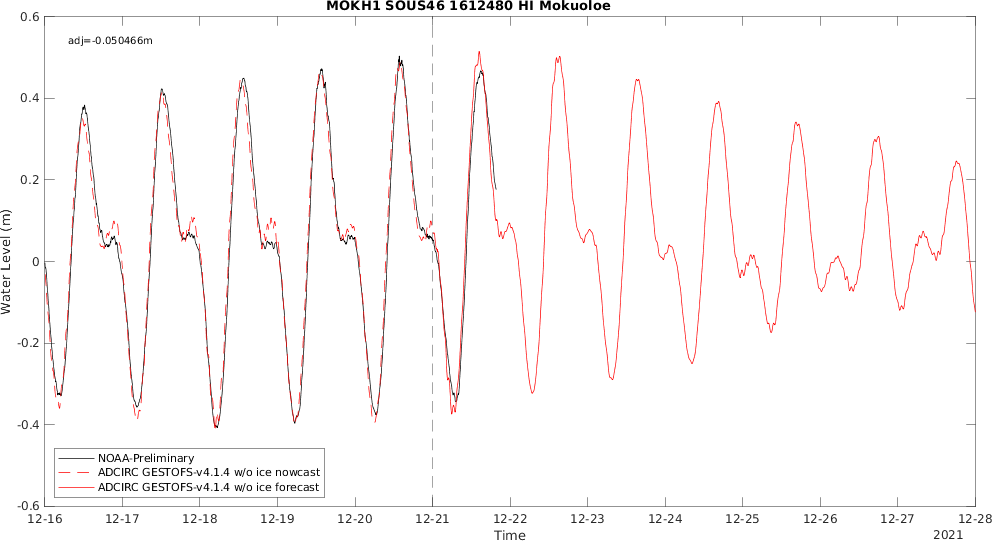 MOKH1 SOUS46 1612480 HI Mokuoloe
adj=-0.050466m
0.6
0.4
0.2
0
-0.2
-0.4
-0.6
Water Level (m)
NOAA-Preliminary
ADCIRC GESTOFS-v4.1.4 w/o ice nowcast
ADCIRC GESTOFS-v4.1.4 w/o ice forecast
12-16 12-17 12-18 12-19 12-20 12-21 12-22 12-23 12-24 12-25 12-26 12-27 12-28
Time
2021